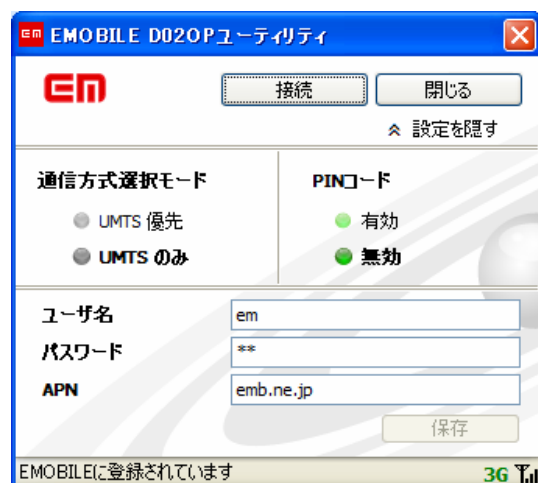 EM EMOBILE D02OPユーティリティ
EM 接続 閉じる
設定を隠す
通信方式選択モード PINコード
UMTS 優先 有効
UMTS のみ 無効
ユーザ名 em
パスワード **
APN emb.ne.jp
保存
EMOBILEに登録されています 3G